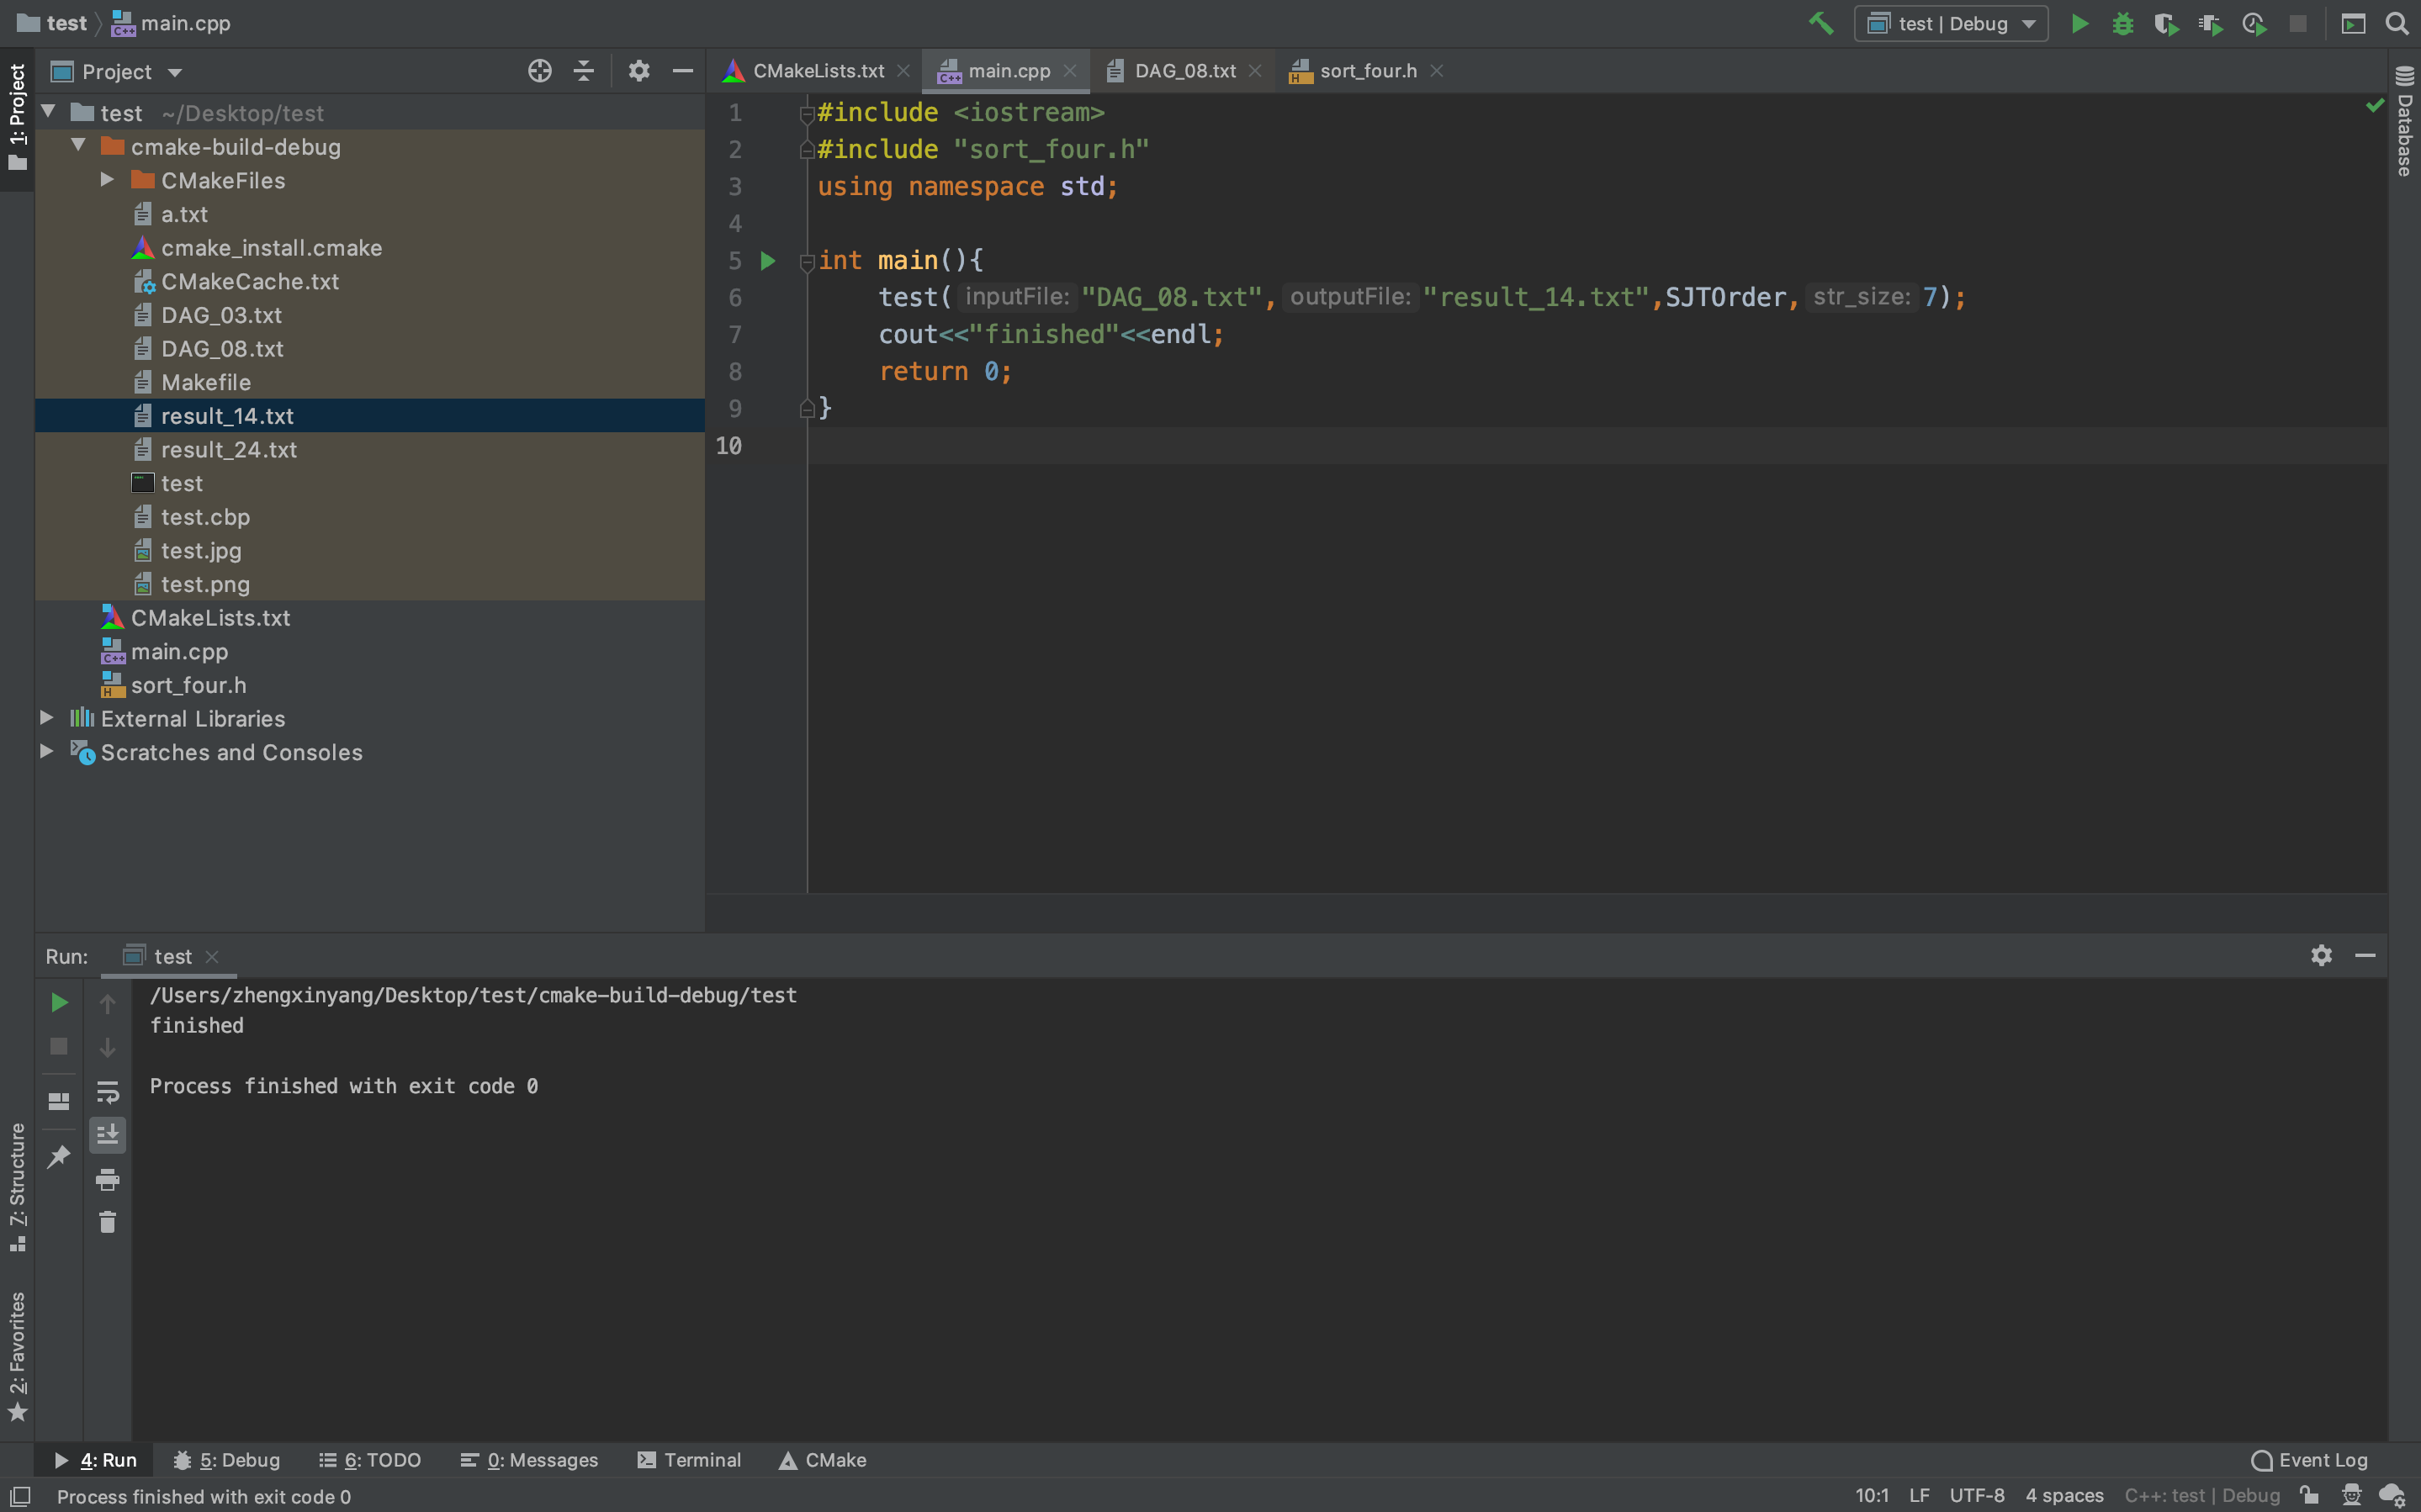 test main.cpp
test | Debug
1: Project
Project
test ~/Desktop/test
cmake-build-debug
CMakeFiles
a.txt
cmake_install.cmake
CMakeCache.txt
DAG_03.txt
DAG_08.txt
Makefile
result_14.txt
result_24.txt
test
test.cbp
test.jpg
test.png
CMakeLists.txt
main.cpp
sort_four.h
External Libraries
Scratches and Consoles
CMakeLists.txt main.cpp DAG_08.txt sort_four.h
1 #include <iostream>
2 #include "sort_four.h"
3 using namespace std;
4
5 int main(){
6 test( inputFile: "DAG_08.txt", outputFile: "result_14.txt",SJTOrder, str_size: 7);
7 cout<<"finished"<<endl;
8 return 0;
9 }
10
Database
Run: test
/Users/zhengxinyang/Desktop/test/cmake-build-debug/test
finished
Process finished with exit code 0
7: Structure
2: Favorites
4: Run 5: Debug 6: TODO 0: Messages Terminal CMake Event Log
Process finished with exit code 0 10:1 LF UTF-8 4 spaces C++: test | Debug